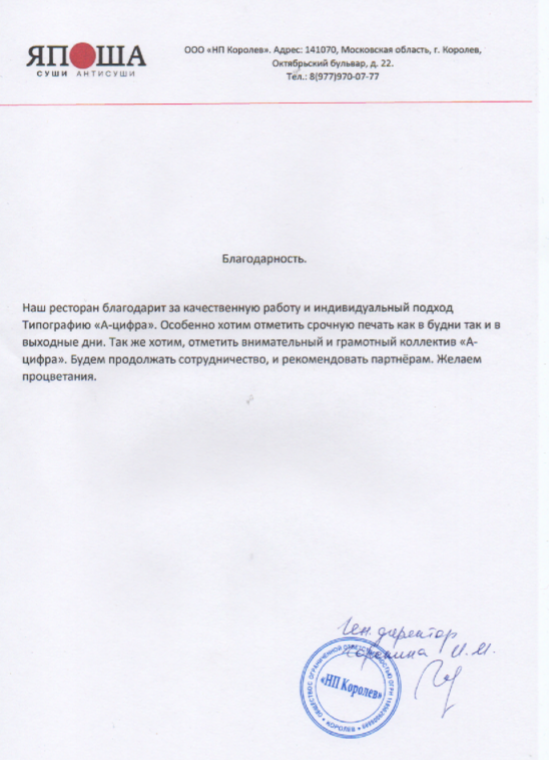 ЯПОША
СУШИ АНТИСУШИ
ООО «НП Королев». Адрес: 141070, Московская область, г. Королев,
Октябрьский бульвар, д. 22.
Тел.: 8(977)970-07-77
Благодарность.
Наш ресторан благодарит за качественную работу и индивидуальный подход
Типографию «А-цифра». Особенно хотим отметить срочную печать как в будни так и в
выходные дни. Так же хотим, отметить внимательный и грамотный коллектив «А-
цифра». Будем продолжать сотрудничество, и рекомендовать партнёрам. Желаем
процветания.
Ген. директор
И.М.
«НП Королев»